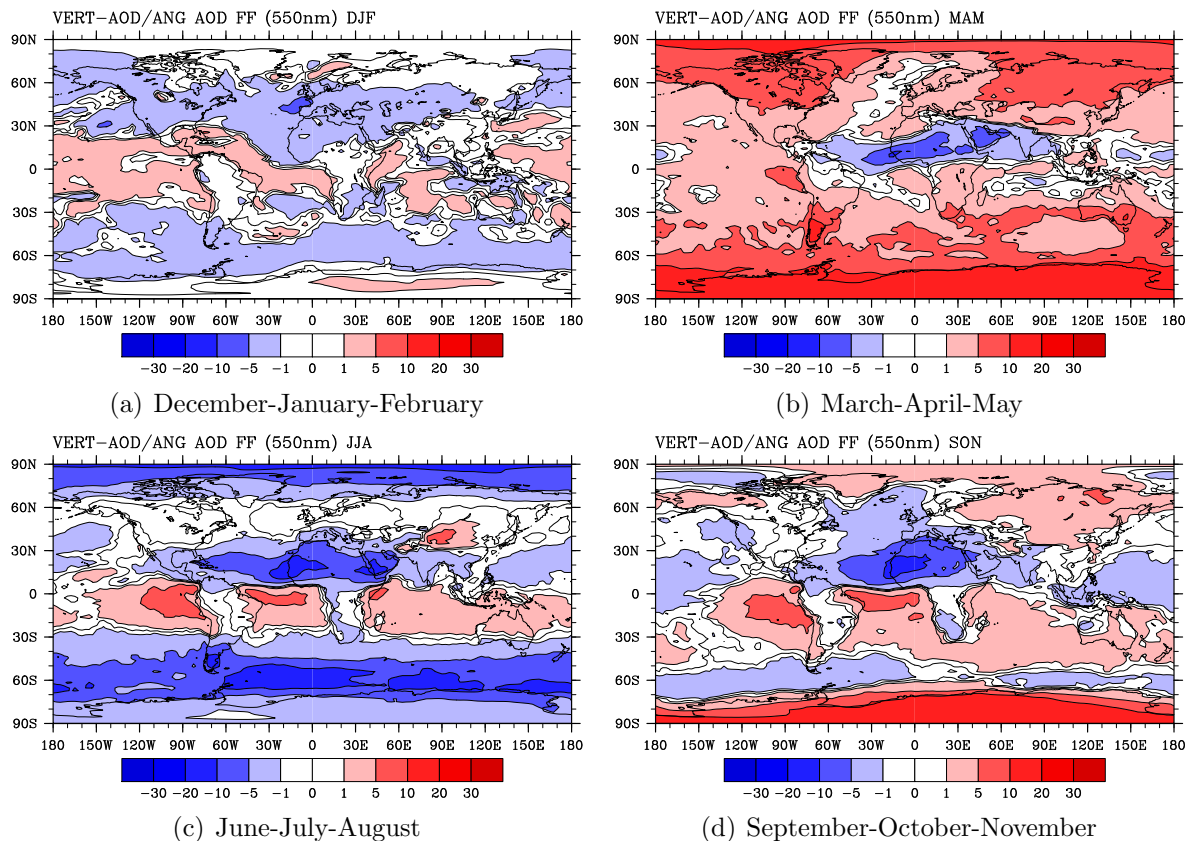 VERT-AOD/ANG AOD FF (550nm) DJF
90N
60N
30N
0
30S
60S
90S
180 150W 120W 90W 60W 30W 0 30E 60E 90E 120E 150E 180
-30 -20 -10 -5 -1 0 1 5 10 20 30
(a) December-January-February
VERT-AOD/ANG AOD FF (550nm) MAM
90N
60N
30N
0
30S
60S
90S
180 150W 120W 90W 60W 30W 0 30E 60E 90E 120E 150E 180
-30 -20 -10 -5 -1 0 1 5 10 20 30
(b) March-April-May
VERT-AOD/ANG AOD FF (550nm) JJA
90N
60N
30N
0
30S
60S
90S
180 150W 120W 90W 60W 30W 0 30E 60E 90E 120E 150E 180
-30 -20 -10 -5 -1 0 1 5 10 20 30
(c) June-July-August
VERT-AOD/ANG AOD FF (550nm) SON
90N
60N
30N
0
30S
60S
90S
180 150W 120W 90W 60W 30W 0 30E 60E 90E 120E 150E 180
-30 -20 -10 -5 -1 0 1 5 10 20 30
(d) September-October-November